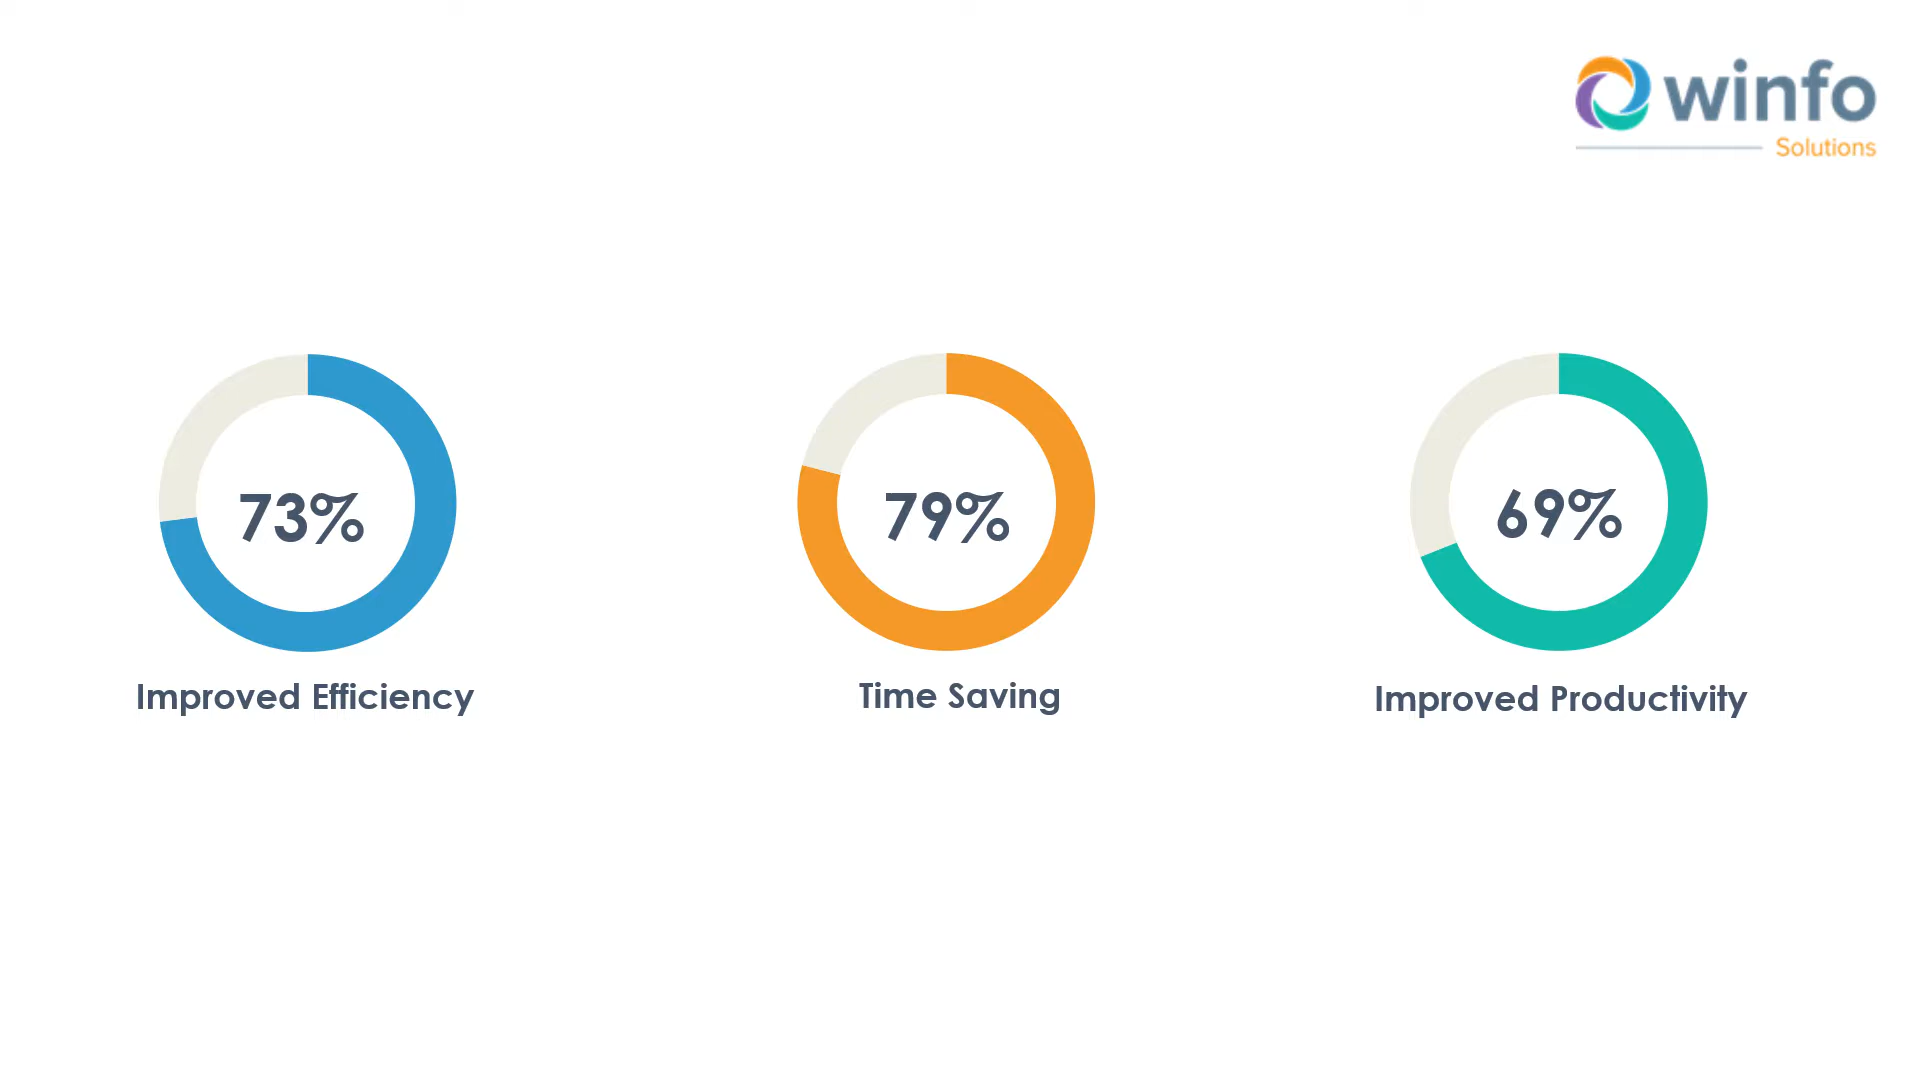 winfo
Solutions
73%
79%
69%
Improved Efficiency
Time Saving
Improved Productivity